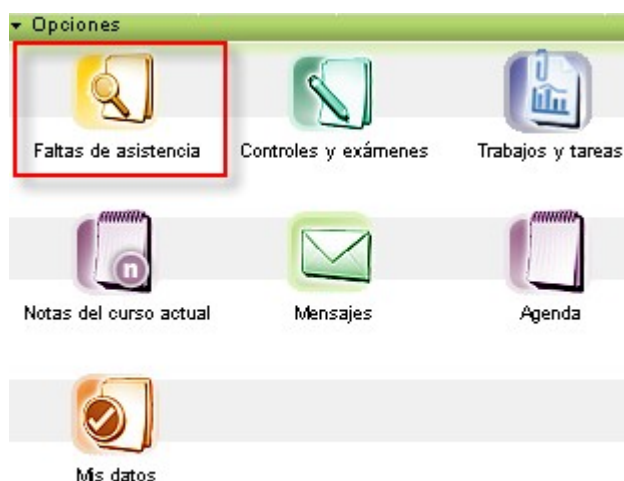 Opciones
Faltas de asistencia
Controles y exámenes
Trabajos y tareas
n
Notas del curso actual
Mensajes
Agenda
Mis datos